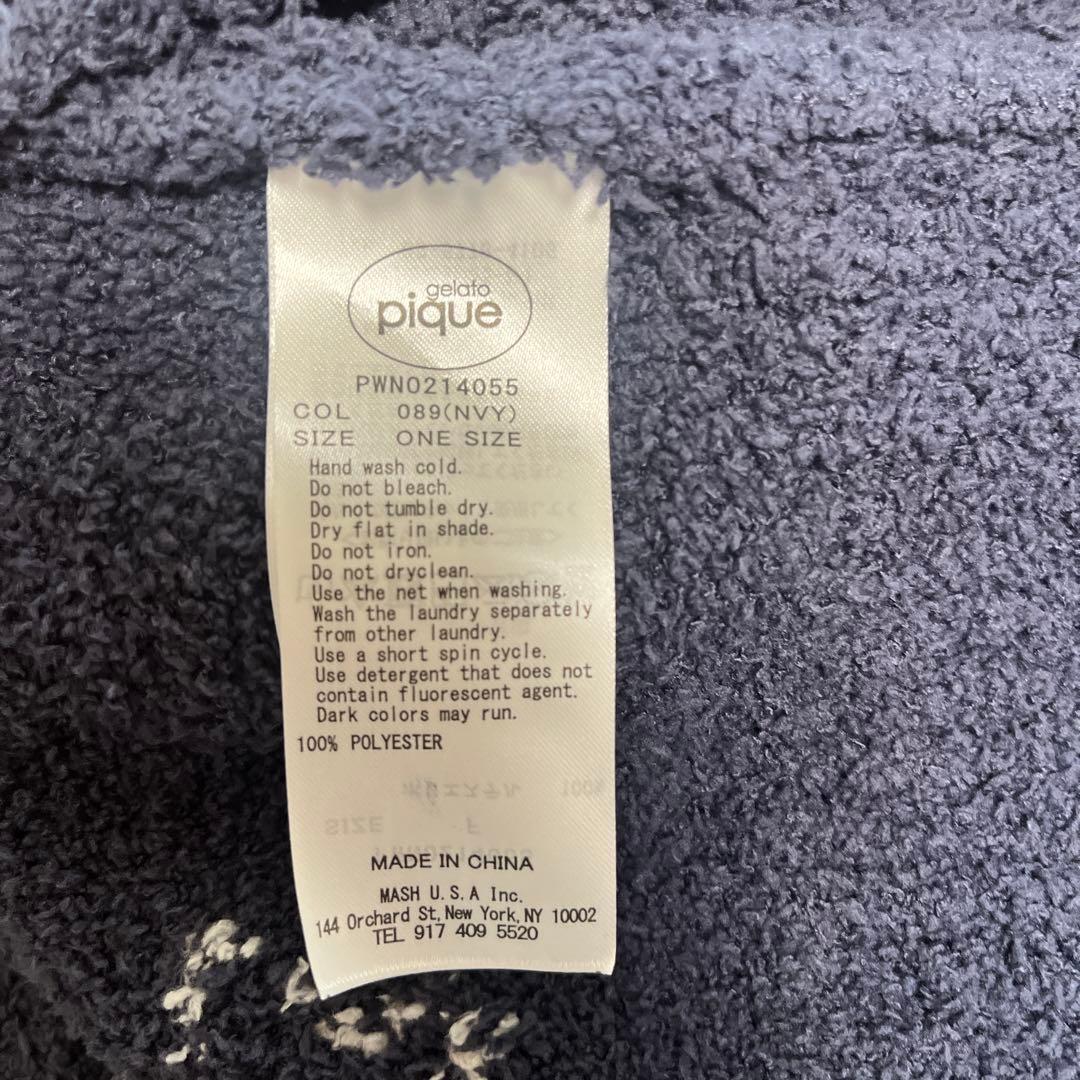 gelato
pique
PWNO214055
COL 089(NVY)
SIZE ONE SIZE
Hand wash cold.
Do not bleach.
Do not tumble dry.
Dry flat in shade.
Do not iron.
Do not dryclean.
Use the net when washing.
Wash the laundry separately
from other laundry.
Use a short spin cycle.
Use detergent that does not
contain fluorescent agent.
Dark colors may run.
100% POLYESTER
MADE IN CHINA
MASH U.S.A Inc.
144 Orchard St, New York, NY 10002
TEL 917 409 5520